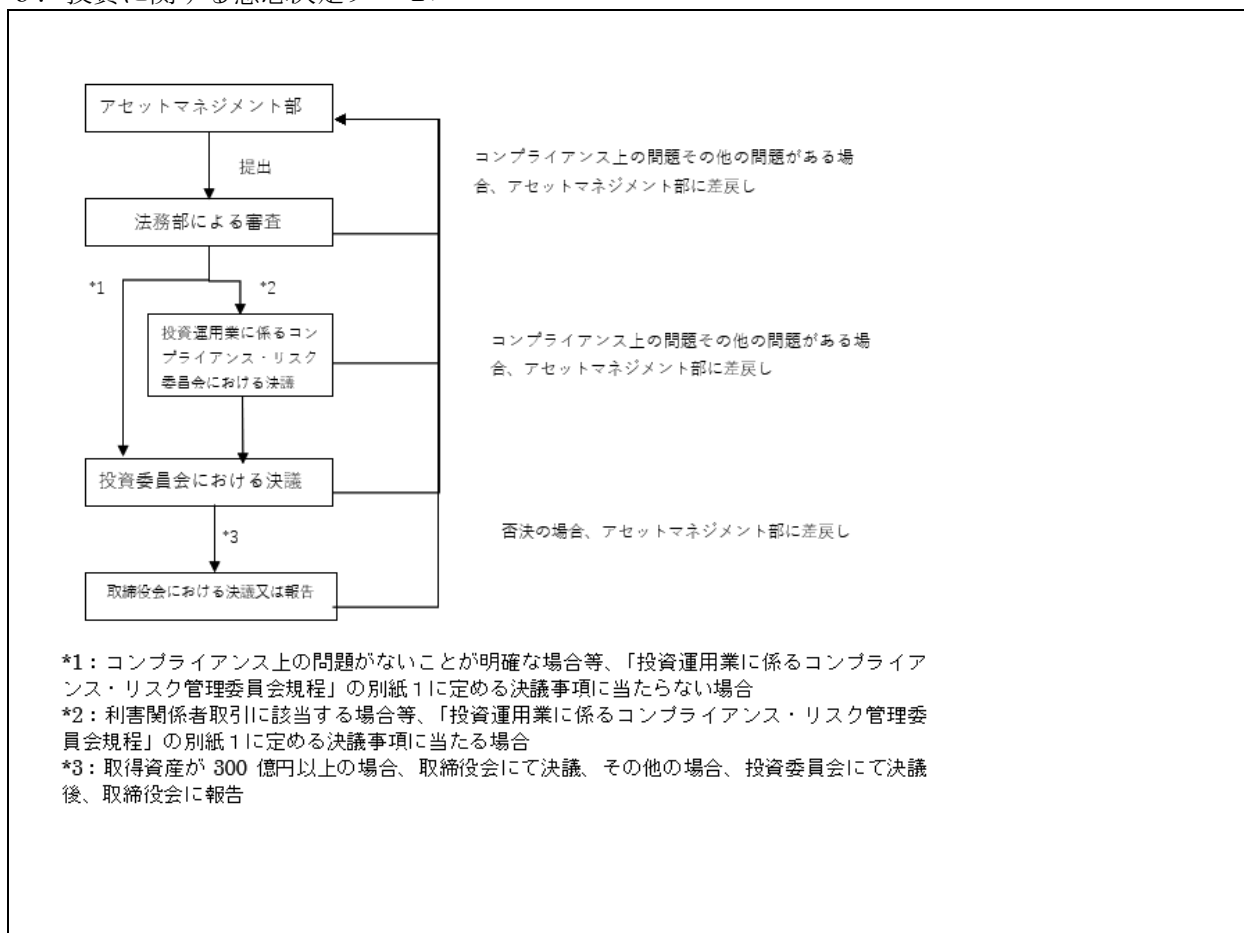 アセットマネジメント部
提出
コンプライアンス上の問題その他の問題がある場
合、アセットマネジメント部に差戻し
法務部による審査
*1
*2
投資運用業に係るコン
プライアンス・リスク
委員会における決議
コンプライアンス上の問題その他の問題がある場
合、アセットマネジメント部に差戻し
投資委員会における決議
*3
否決の場合、アセットマネジメント部に差戻し
取締役会における決議又は報告
*1：コンプライアンス上の問題がないことが明確な場合等、「投資運用業に係るコンプライア
ンス・リスク管理委員会規程」の別紙１に定める決議事項に当たらない場合
*2：利害関係者取引に該当する場合等、「投資運用業に係るコンプライアンス・リスク管理委
員会規程」の別紙１に定める決議事項に当たる場合
*3：取得資産が 300 億円以上の場合、取締役会にて決議、その他の場合、投資委員会にて決議
後、取締役会に報告